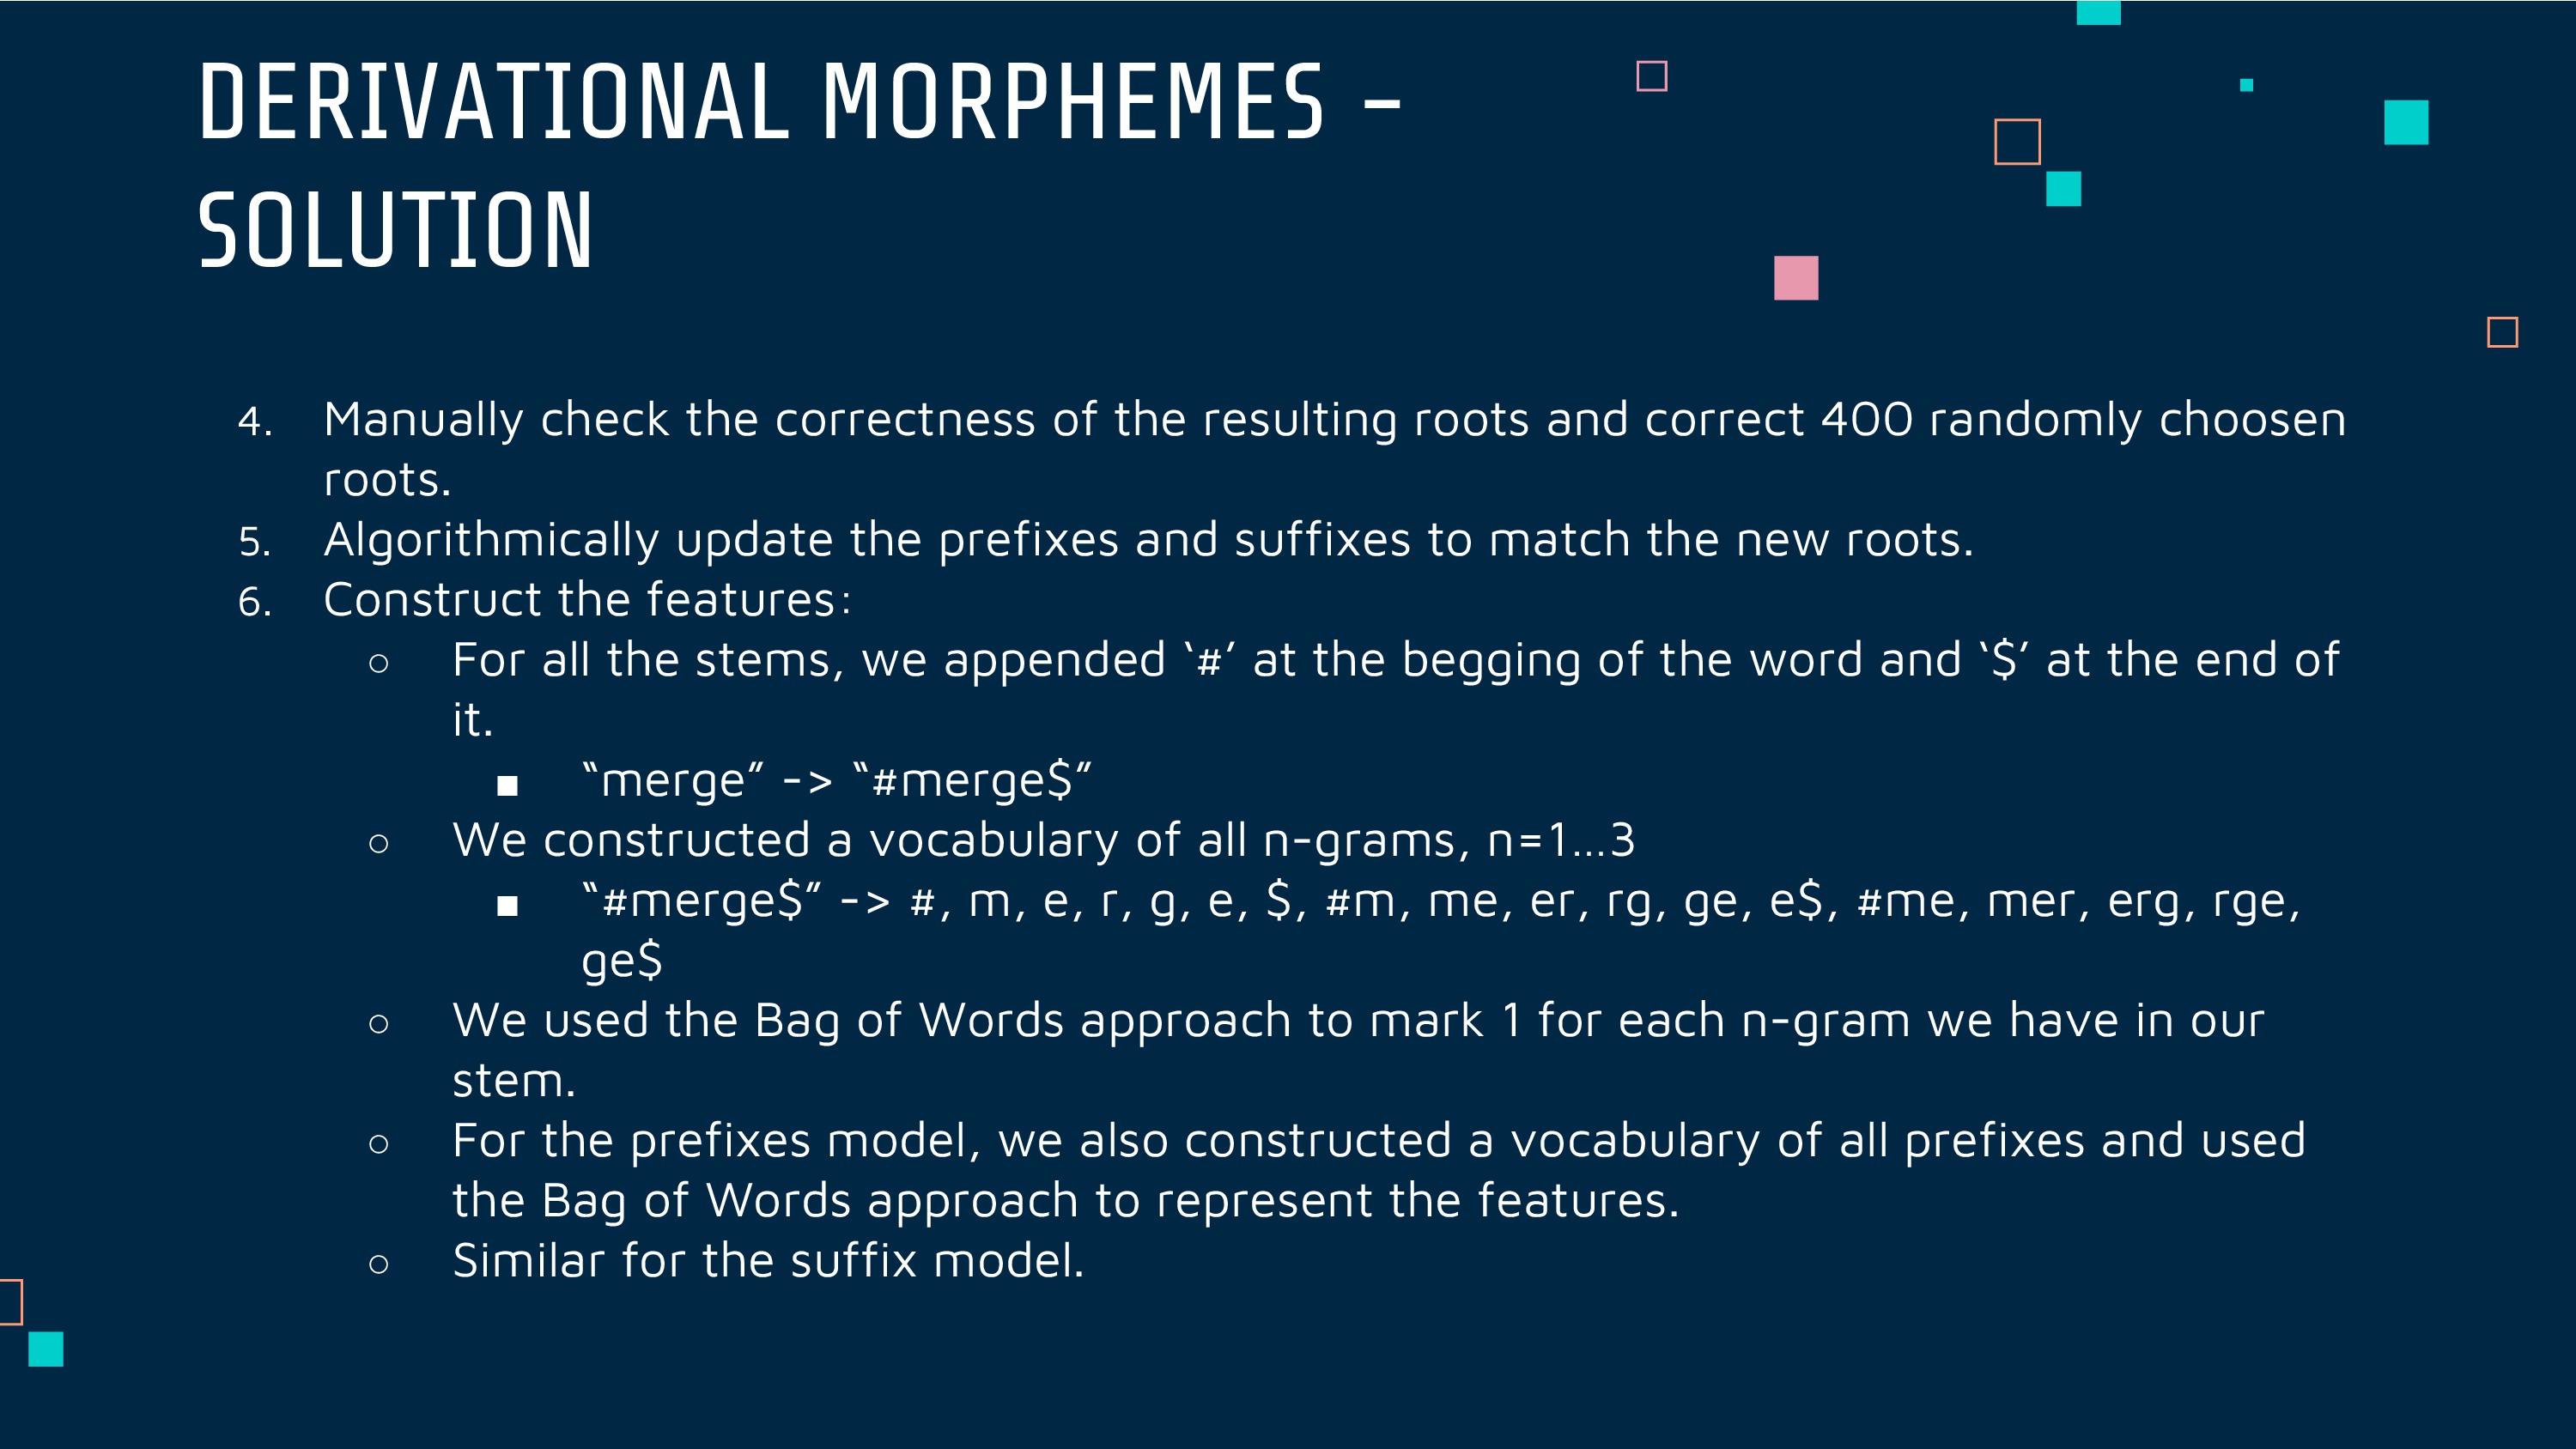 DERIVATIONAL MORPHEMES –
SOLUTION
4. Manually check the correctness of the resulting roots and correct 400 randomly choosen
roots.
5. Algorithmically update the prefixes and suffixes to match the new roots.
6. Construct the features:
○ For all the stems, we appended ‘#’ at the begging of the word and ‘$’ at the end of
it.
■ “merge” -> “#merge$”
○ We constructed a vocabulary of all n-grams, n=1...3
■ “#merge$” -> #, m, e, r, g, e, $, #m, me, er, rg, ge, e$, #me, mer, erg, rge,
ge$
○ We used the Bag of Words approach to mark 1 for each n-gram we have in our
stem.
○ For the prefixes model, we also constructed a vocabulary of all prefixes and used
the Bag of Words approach to represent the features.
○ Similar for the suffix model.